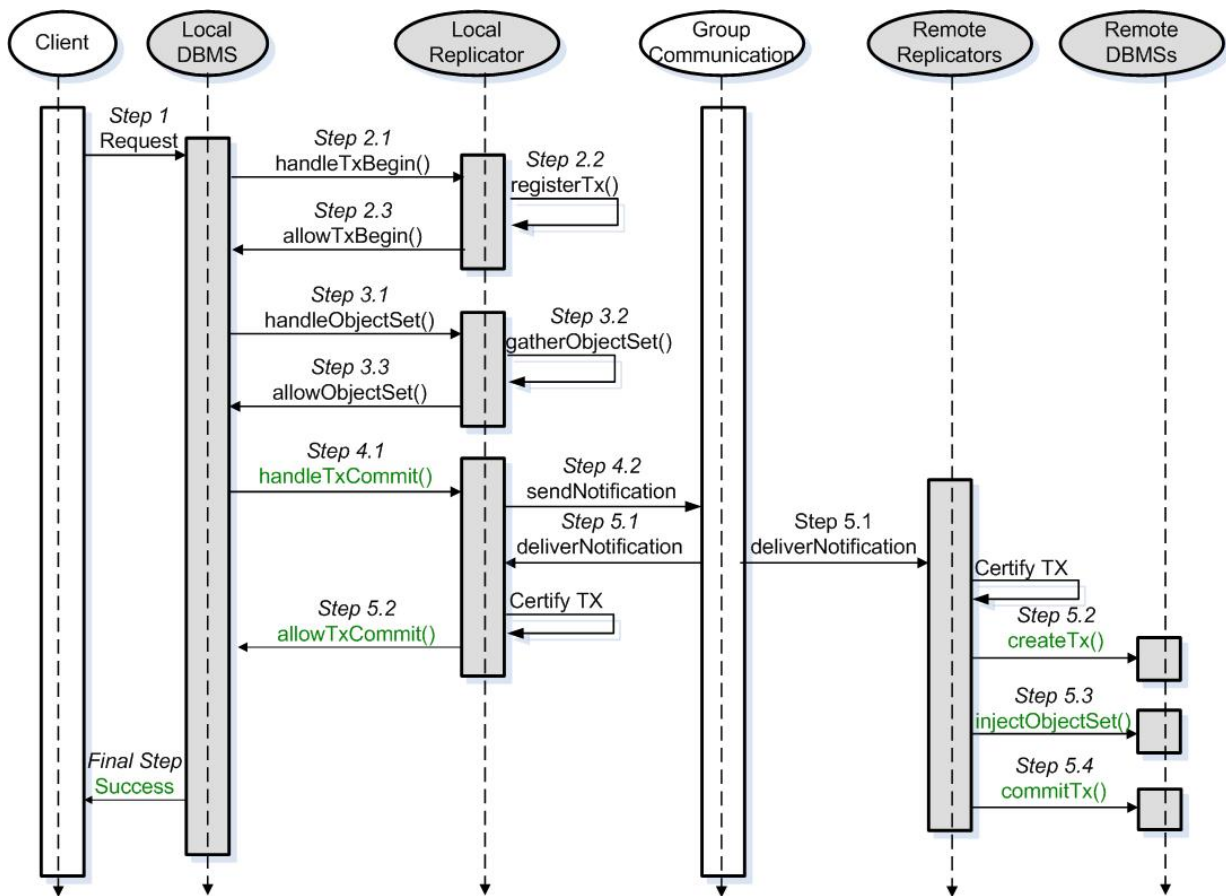 Client
Local
DBMS
Local
Replicator
Group
Communication
Remote
Replicators
Remote
DBMSs
Step 1
Request
Step 2.1
handleTxBegin()
Step 2.2
registerTx()
Step 2.3
allowTxBegin()
Step 3.1
handleObjectSet()
Step 3.2
gatherObjectSet()
Step 3.3
allowObjectSet()
Step 4.1
handleTxCommit()
Step 4.2
sendNotification
Step 5.1
deliverNotification
Step 5.1
deliverNotification
Certify TX
Certify TX
Step 5.2
allowTxCommit()
Step 5.2
createTx()
Step 5.3
injectObjectSet()
Step 5.4
commitTx()
Final Step
Success